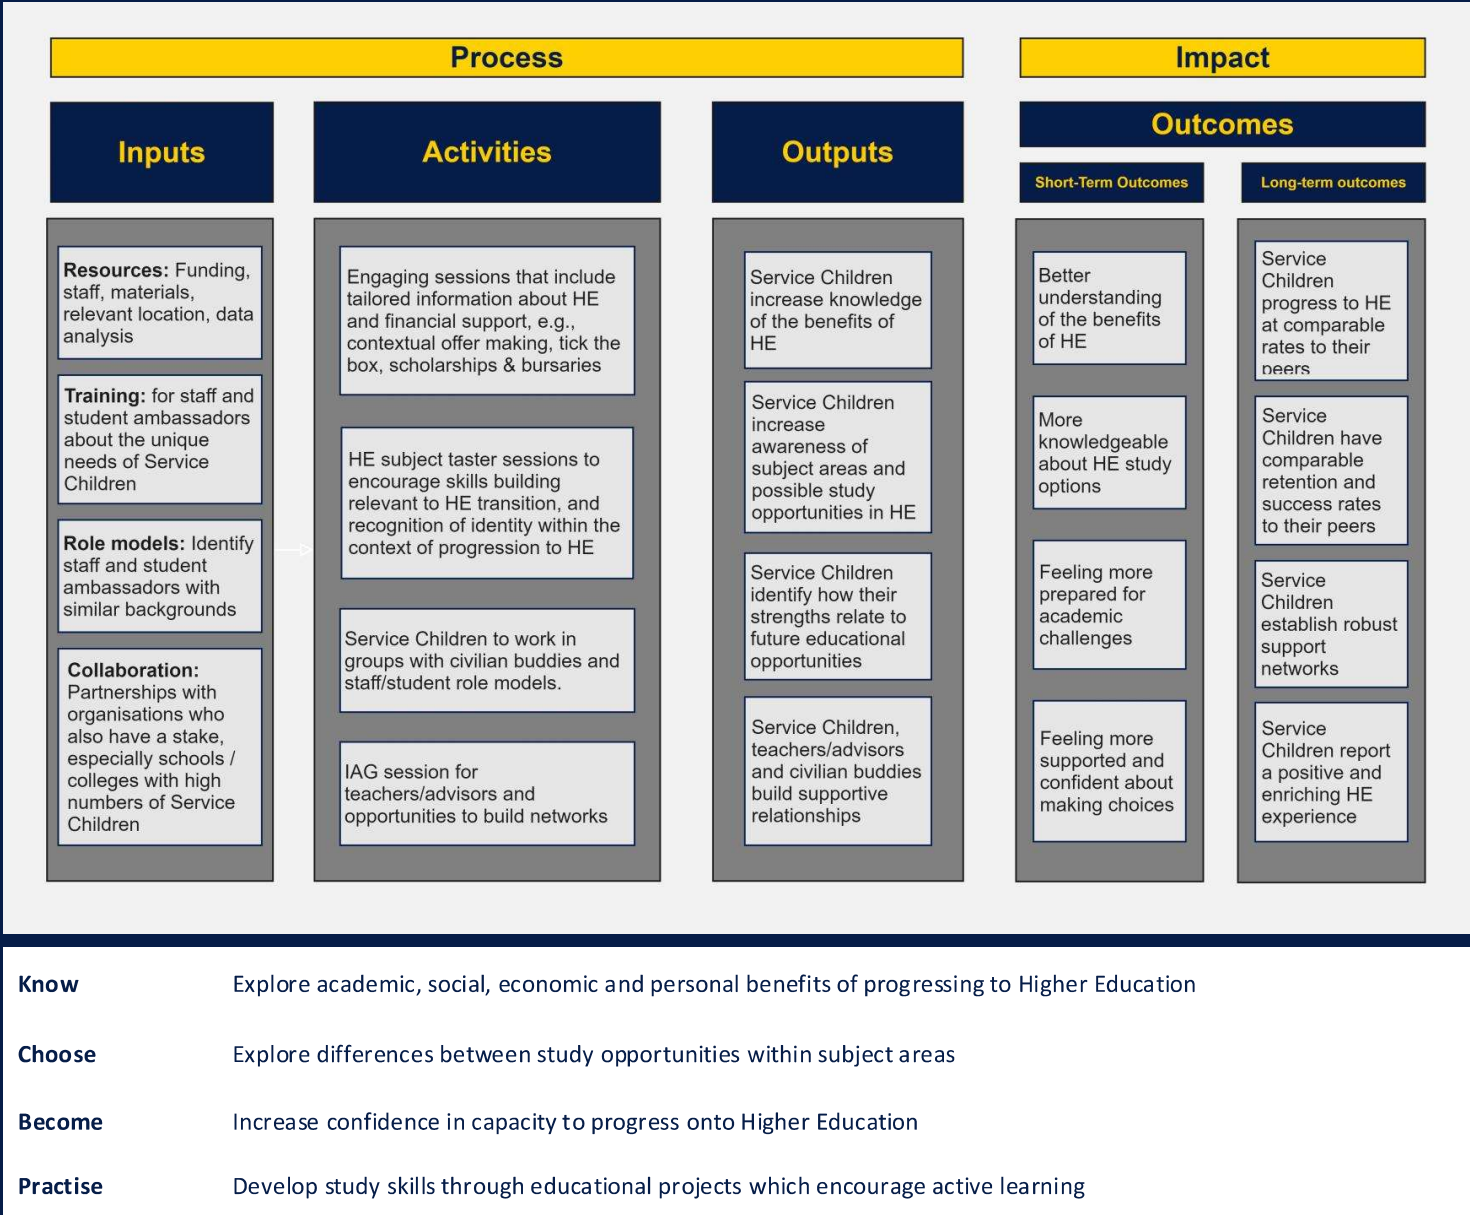 Process
Impact
Inputs
Activities
Outputs
Outcomes
Short-Term Outcomes
Long-term outcomes
Resources: Funding,
staff, materials,
relevant location, data
analysis
Training: for staff and
student ambassadors
about the unique
needs of Service
Children
Role models: Identify
staff and student
ambassadors with
similar backgrounds
Collaboration:
Partnerships with
organisations who
also have a stake,
especially schools /
colleges with high
numbers of Service
Children
Engaging sessions that include
tailored information about HE
and financial support, e.g.,
contextual offer making, tick the
box, scholarships & bursaries
HE subject taster sessions to
encourage skills building
relevant to HE transition, and
recognition of identity within the
context of progression to HE
Service Children to work in
groups with civilian buddies and
staff/student role models.
IAG session for
teachers/advisors and
opportunities to build networks
Service Children
increase knowledge
of the benefits of
HE
Service Children
increase
awareness of
subject areas and
possible study
opportunities in HE
Service Children
identify how their
strengths relate to
future educational
opportunities
Service Children,
teachers/advisors
and civilian buddies
build supportive
relationships
Better
understanding
of the benefits
of HE
More
knowledgeable
about HE study
options
Feeling more
prepared for
academic
challenges
Feeling more
supported and
confident about
making choices
Service
Children
progress to HE
at comparable
rates to their
peers
Service
Children have
comparable
retention and
success rates
to their peers
Service
Children
establish robust
support
networks
Service
Children report
a positive and
enriching HE
experience
Know Explore academic, social, economic and personal benefits of progressing to Higher Education
Choose Explore differences between study opportunities within subject areas
Become Increase confidence in capacity to progress onto Higher Education
Practise Develop study skills through educational projects which encourage active learning